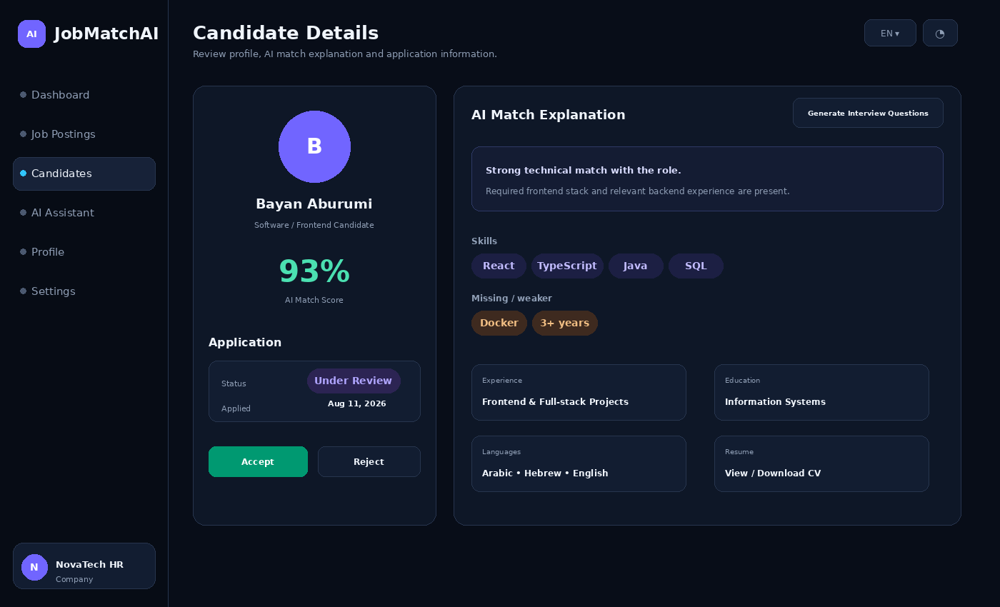 AI
JobMatchAI
Dashboard
Job Postings
Candidates
AI Assistant
Profile
Settings
N
NovaTech HR
Company
Candidate Details
Review profile, AI match explanation and application information.
EN ▾
B
Bayan Aburumi
Software / Frontend Candidate
93%
AI Match Score
Application
Status
Under Review
Applied
Aug 11, 2026
Accept
Reject
AI Match Explanation
Generate Interview Questions
Strong technical match with the role.
Required frontend stack and relevant backend experience are present.
Skills
React
TypeScript
Java
SQL
Missing / weaker
Docker
3+ years
Experience
Frontend & Full-stack Projects
Education
Information Systems
Languages
Arabic • Hebrew • English
Resume
View / Download CV